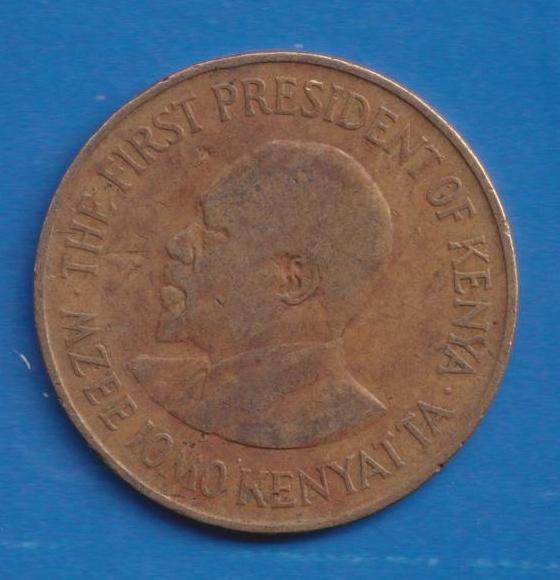 THE FIRST PRESIDENT OF KENYA ·
MZEE JOMO KENYATTA ·